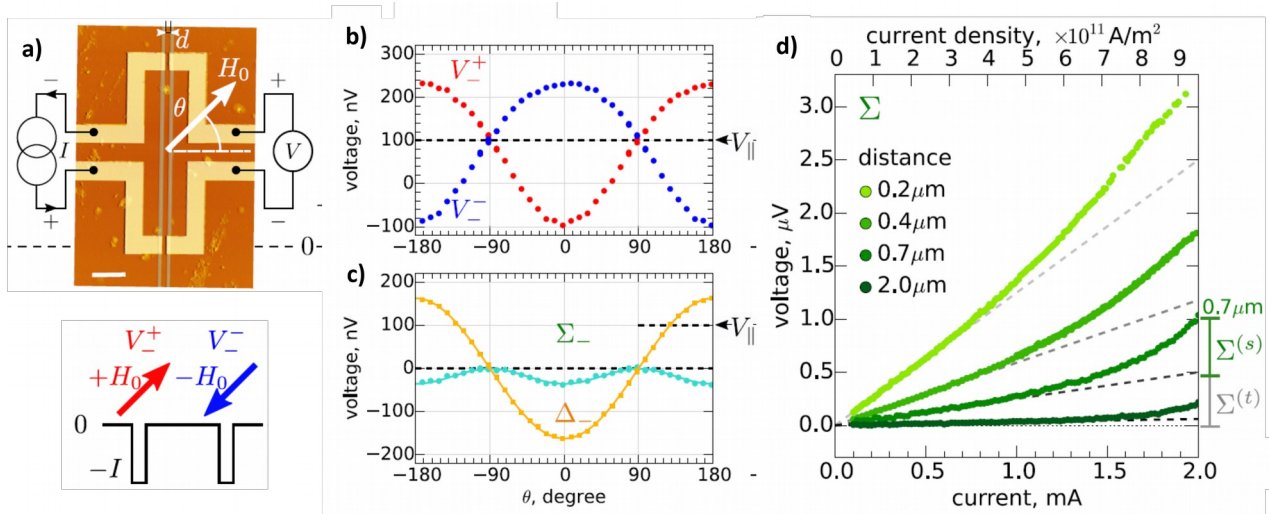 a)
d
H₀
θ
−
+
I
V
+
−
0
V₋⁺ V₋⁻
+H₀ −H₀
0
−I
b)
300
200
100
0
−100
voltage, nV
V₋⁺
V₋⁻
V||
−180 −90 0 90 180
c)
200
100
0
−100
−200
voltage, nV
Σ₋
Δ₋
V||
−180 −90 0 90 180
θ, degree
d)
current density, ×10¹¹ A/m²
0 1 2 3 4 5 6 7 8 9
Σ
distance
0.2μm
0.4μm
0.7μm
2.0μm
3.0
2.5
2.0
1.5
1.0
0.5
0.0
voltage, μV
0.7μm
Σ⁽ˢ⁾
Σ⁽ᵗ⁾
0.0 0.5 1.0 1.5 2.0
current, mA